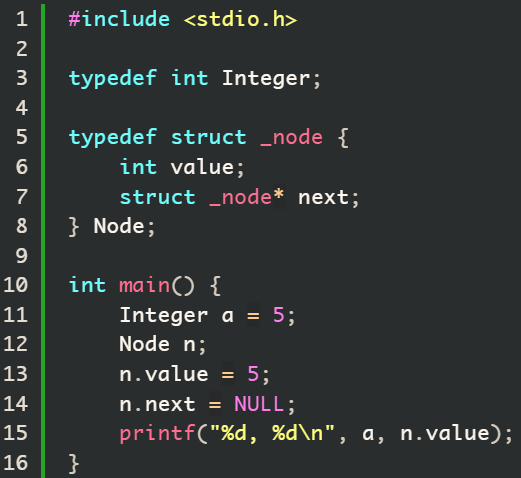 1 #include <stdio.h>
2
3 typedef int Integer;
4
5 typedef struct _node {
6     int value;
7     struct _node* next;
8 } Node;
9
10 int main() {
11     Integer a = 5;
12     Node n;
13     n.value = 5;
14     n.next = NULL;
15     printf("%d, %d\n", a, n.value);
16 }